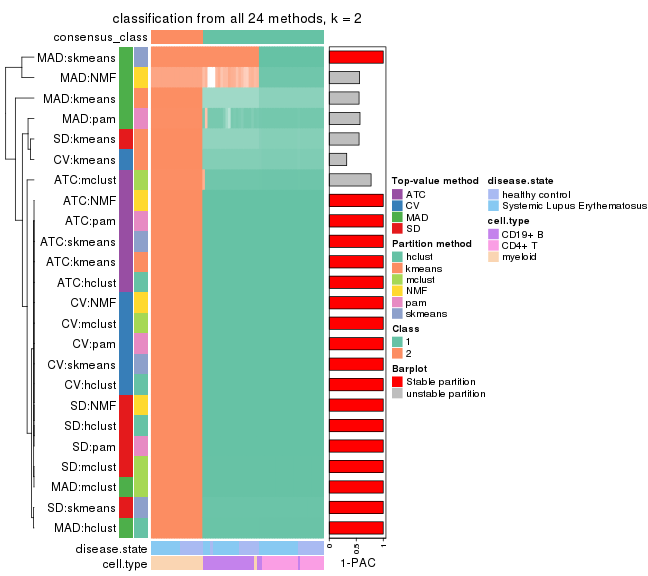 classification from all 24 methods, k = 2
consensus_class
MAD:skmeans
MAD:NMF
MAD:kmeans
MAD:pam
SD:kmeans
CV:kmeans
ATC:mclust
ATC:NMF
ATC:pam
ATC:skmeans
ATC:kmeans
ATC:hclust
CV:NMF
CV:mclust
CV:pam
CV:skmeans
CV:hclust
SD:NMF
SD:hclust
SD:pam
SD:mclust
MAD:mclust
SD:skmeans
MAD:hclust
disease.state
cell.type
0
0.5
1
1-PAC
Top-value method
ATC
CV
MAD
SD
Partition method
hclust
kmeans
mclust
NMF
pam
skmeans
Class
1
2
Barplot
Stable partition
unstable partition
disease.state
healthy control
Systemic Lupus Erythematosus
cell.type
CD19+ B
CD4+ T
myeloid